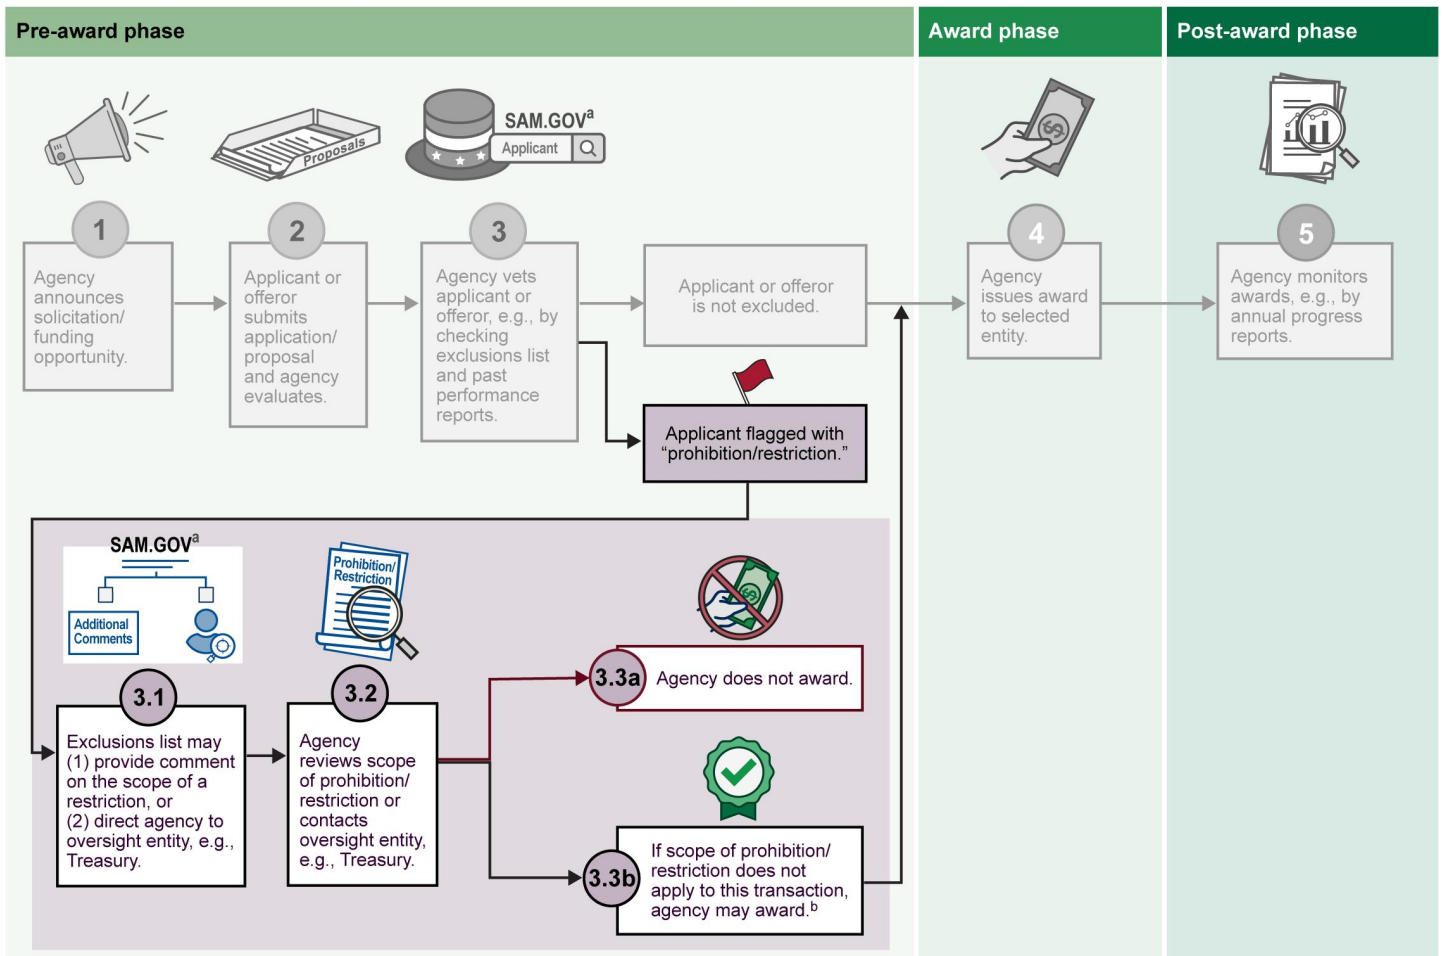 Pre-award phase
Award phase
Post-award phase
SAM.GOVa
Applicant
Proposals
1
2
3
4
5
Agency
announces
solicitation/
funding
opportunity.
Applicant or
offeror
submits
application/
proposal
and agency
evaluates.
Agency vets
applicant or
offeror, e.g., by
checking
exclusions list
and past
performance
reports.
Applicant or offeror
is not excluded.
Agency
issues award
to selected
entity.
Agency monitors
awards, e.g., by
annual progress
reports.
Applicant flagged with
“prohibition/restriction.”
SAM.GOVa
Additional
Comments
Prohibition/
Restriction
3.1
Exclusions list may
(1) provide comment
on the scope of a
restriction, or
(2) direct agency to
oversight entity, e.g.,
Treasury.
3.2
Agency
reviews scope
of prohibition/
restriction or
contacts
oversight entity,
e.g., Treasury.
3.3a
Agency does not award.
3.3b
If scope of prohibition/
restriction does not
apply to this transaction,
agency may award.b